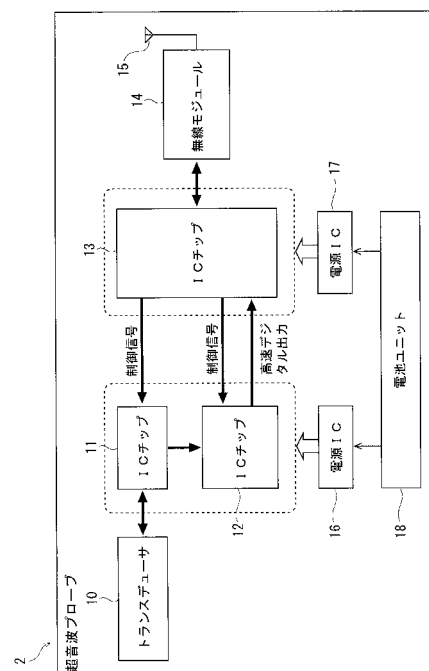 2
超音波プローブ
トランスデューサ
10
ICチップ
11
ICチップ
12
制御信号
制御信号
高速デジ
タル出力
ICチップ
13
無線モジュール
14
15
電源IC
16
電源IC
17
電池ユニット
18